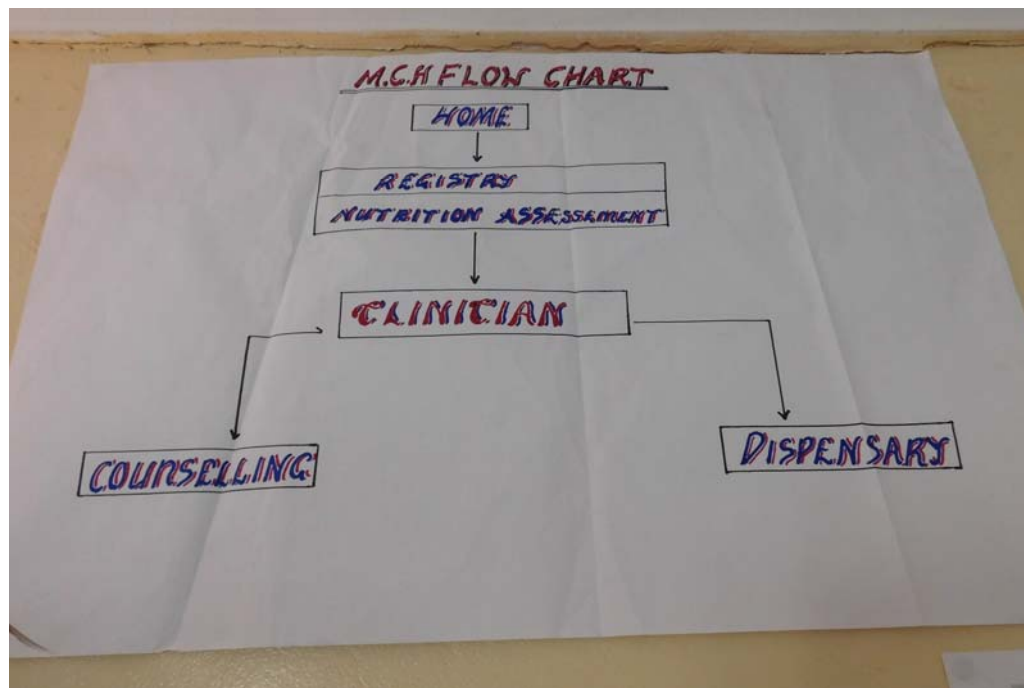 M.C.H FLOW CHART
HOME
REGISTRY
NUTRITION ASSESSEMENT
CLINICIAN
COUNSELLING
DISPENSARY